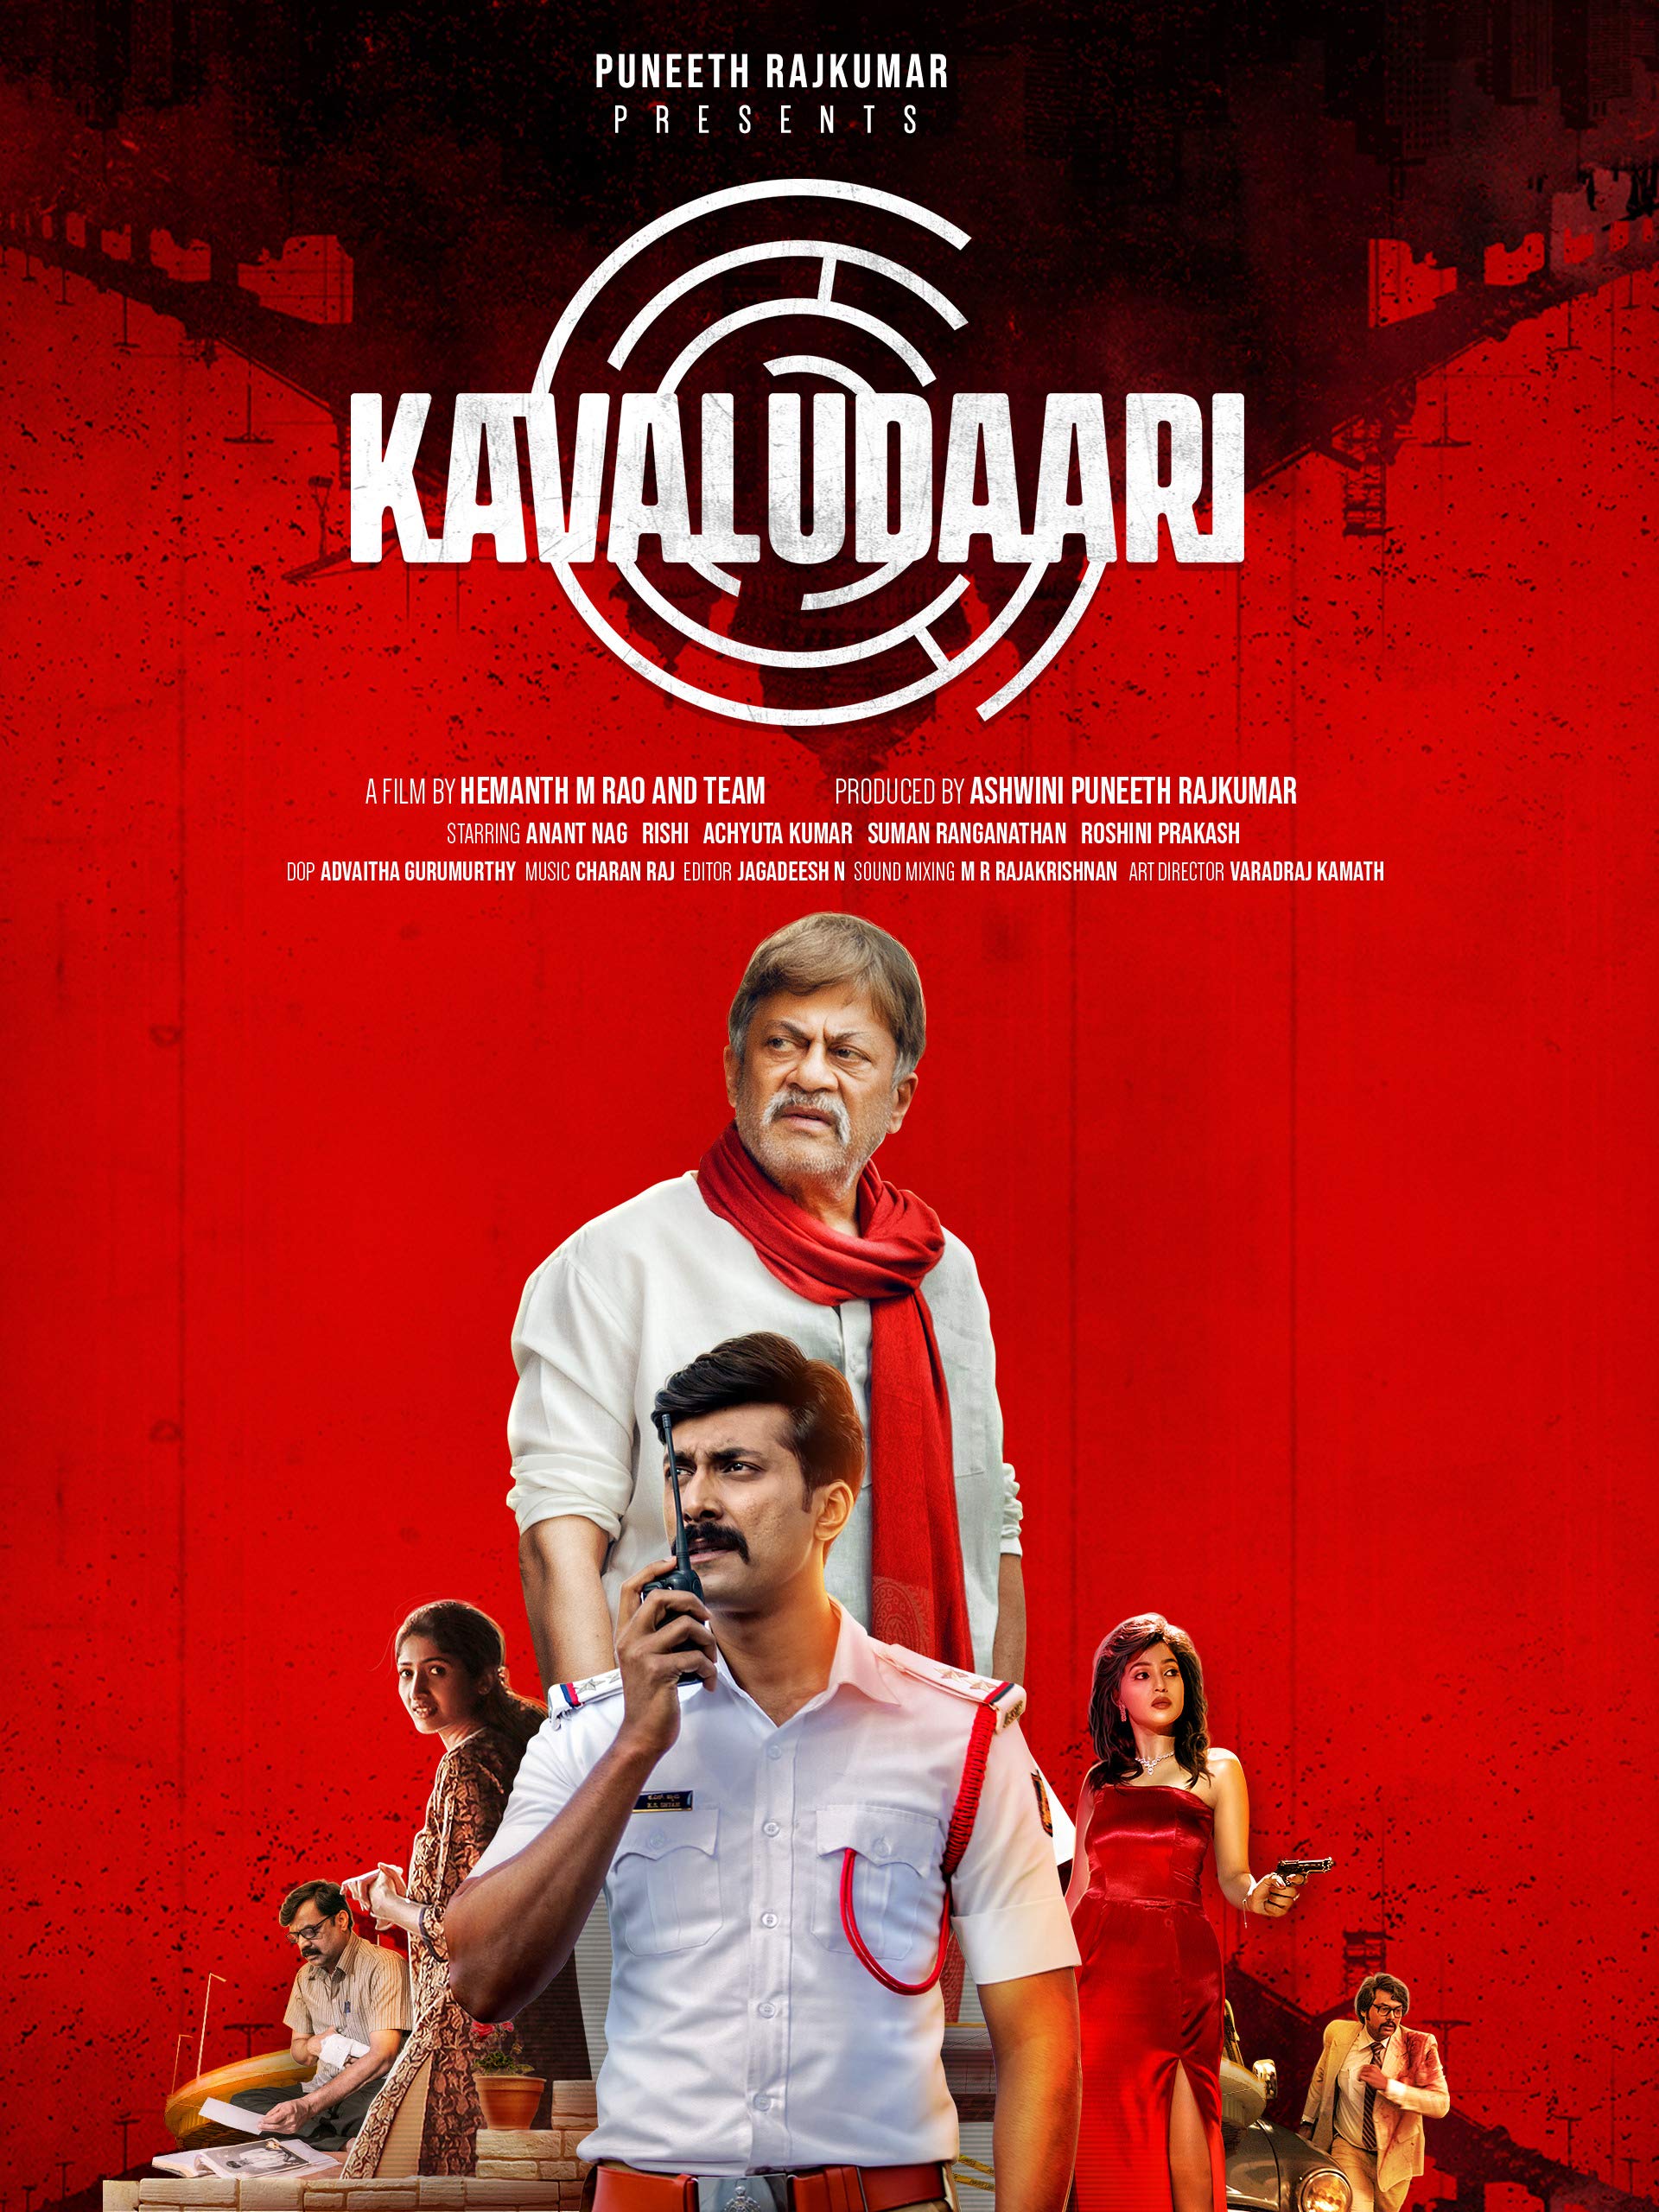 PUNEETH RAJKUMAR
PRESENTS
KAVALUDAARI
A FILM BY HEMANTH M RAO AND TEAM PRODUCED BY ASHWINI PUNEETH RAJKUMAR
STARRING ANANT NAG RISHI ACHYUTA KUMAR SUMAN RANGANATHAN ROSHINI PRAKASH
DOP ADVAITHA GURUMURTHY MUSIC CHARAN RAJ EDITOR JAGADEESH N SOUND MIXING M R RAJAKRISHNAN ART DIRECTOR VARADRAJ KAMATH